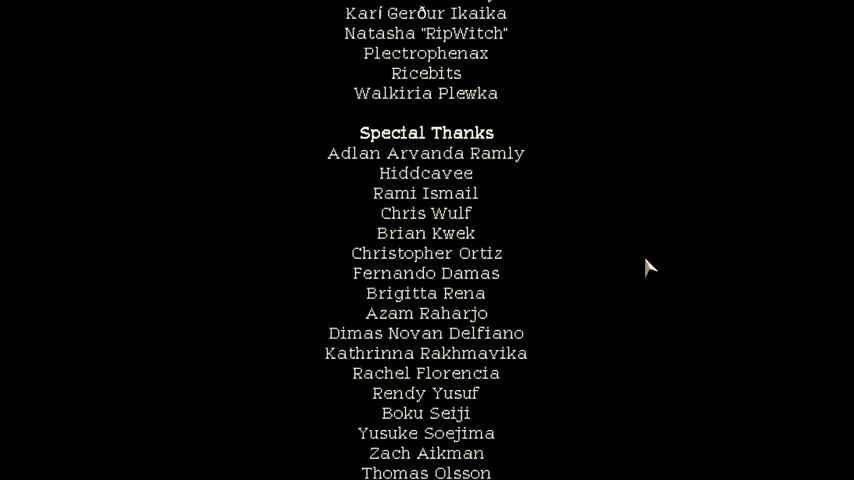 Karí Gerður Ikaika
Natasha "RipWitch"
Plectrophenax
Ricebits
Walkiria Plewka
Special Thanks
Adlan Arvanda Ramly
Hiddcavee
Rami Ismail
Chris Wulf
Brian Kwek
Christopher Ortiz
Fernando Damas
Brigitta Rena
Azam Raharjo
Dimas Novan Delfiano
Kathrinna Rakhmavika
Rachel Florencia
Rendy Yusuf
Boku Seiji
Yusuke Soejima
Zach Aikman
Thomas Olsson